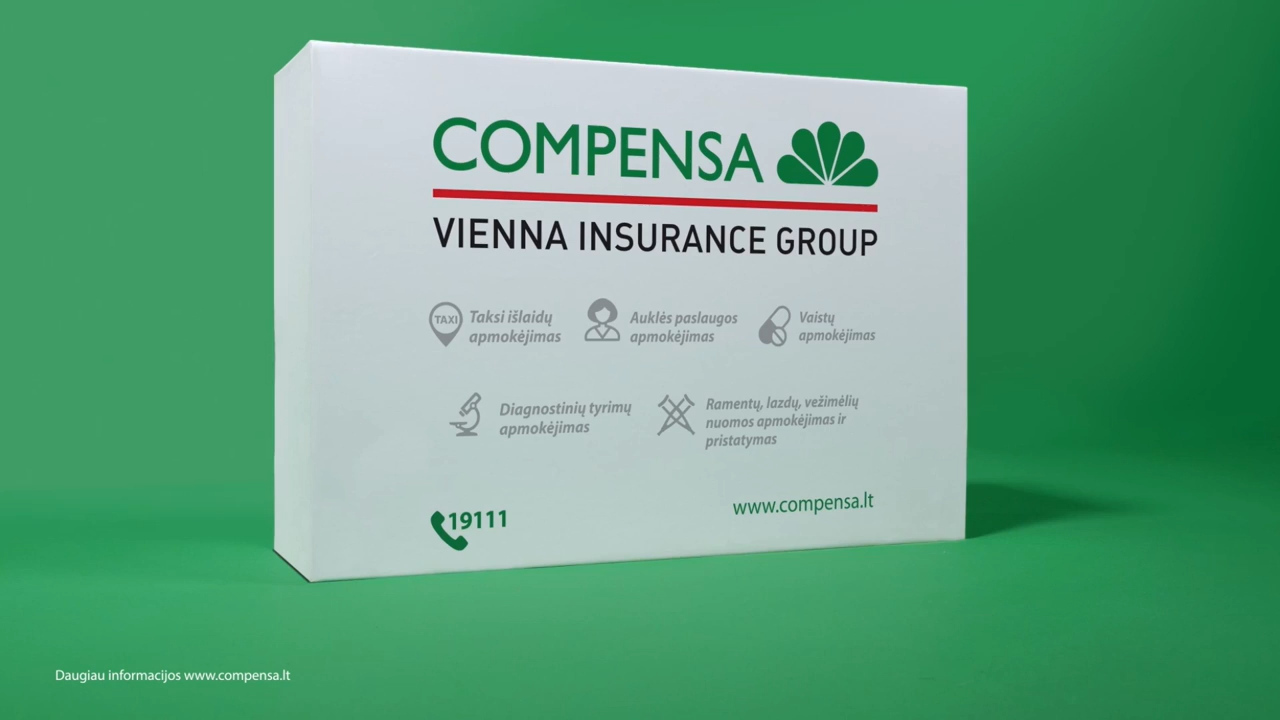 COMPENSA
VIENNA INSURANCE GROUP
TAXI
Taksi išlaidų
apmokėjimas
Auklės paslaugos
apmokėjimas
Vaistų
apmokėjimas
Diagnostinių tyrimų
apmokėjimas
Ramentų, lazdų, vežimėlių
nuomos apmokėjimas ir
pristatymas
19111
www.compensa.lt
Daugiau informacijos www.compensa.lt